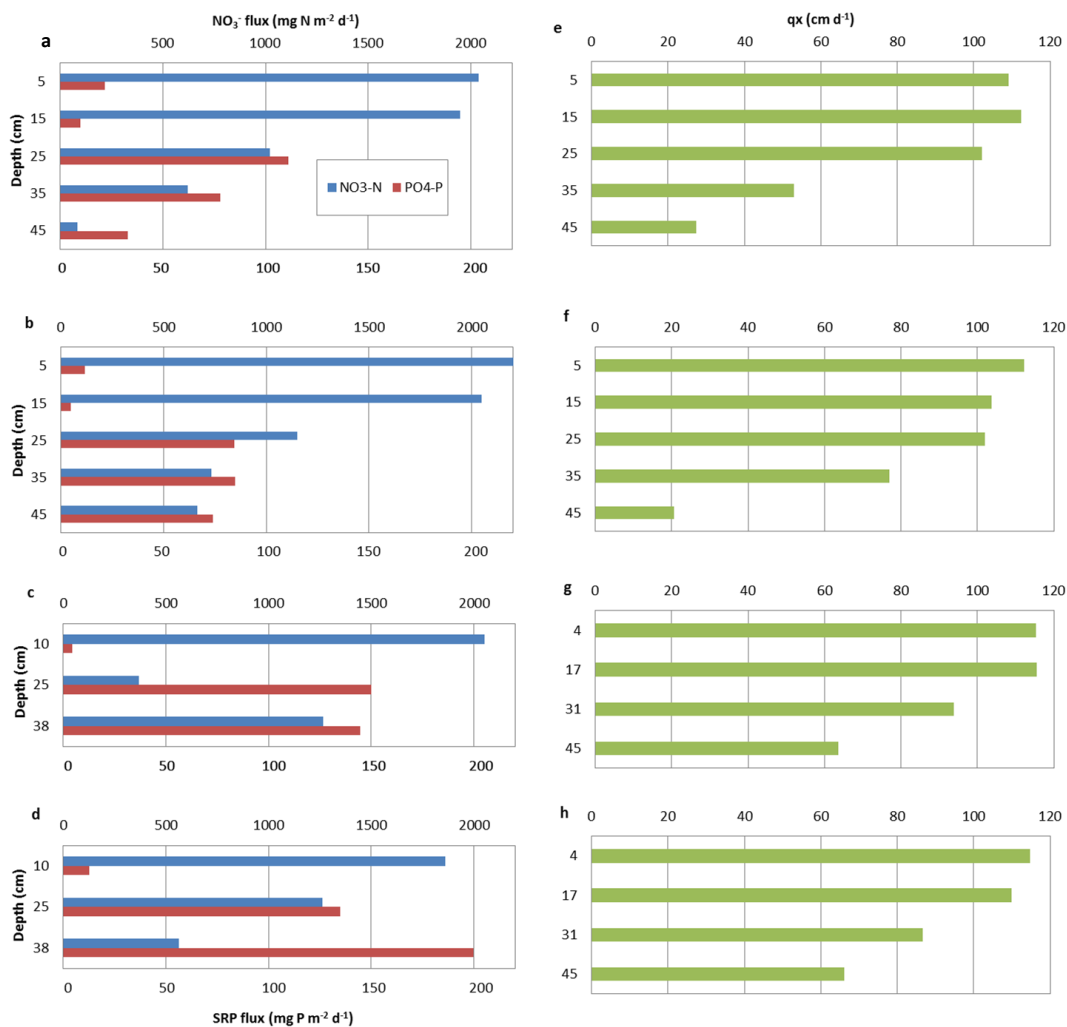 NO₃⁻ flux (mg N m⁻² d⁻¹)
a
500 1000 1500 2000
5
15
25
35
45
Depth (cm)
NO3-N PO4-P
0 50 100 150 200
qx (cm d⁻¹)
e
0 20 40 60 80 100 120
5
15
25
35
45
b
0 500 1000 1500 2000
5
15
25
35
45
Depth (cm)
0 50 100 150 200
f
0 20 40 60 80 100 120
5
15
25
35
45
c
0 500 1000 1500 2000
10
25
38
Depth (cm)
0 50 100 150 200
g
0 20 40 60 80 100 120
4
17
31
45
d
0 500 1000 1500 2000
10
25
38
Depth (cm)
0 50 100 150 200
SRP flux (mg P m⁻² d⁻¹)
h
0 20 40 60 80 100 120
4
17
31
45